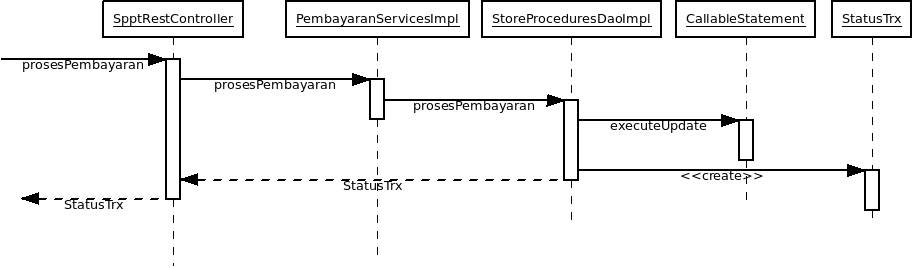 SpptRestController
PembayaranServicesImpl
StoreProceduresDaoImpl
CallableStatement
StatusTrx
prosesPembayaran
prosesPembayaran
prosesPembayaran
executeUpdate
<<create>>
StatusTrx
StatusTrx